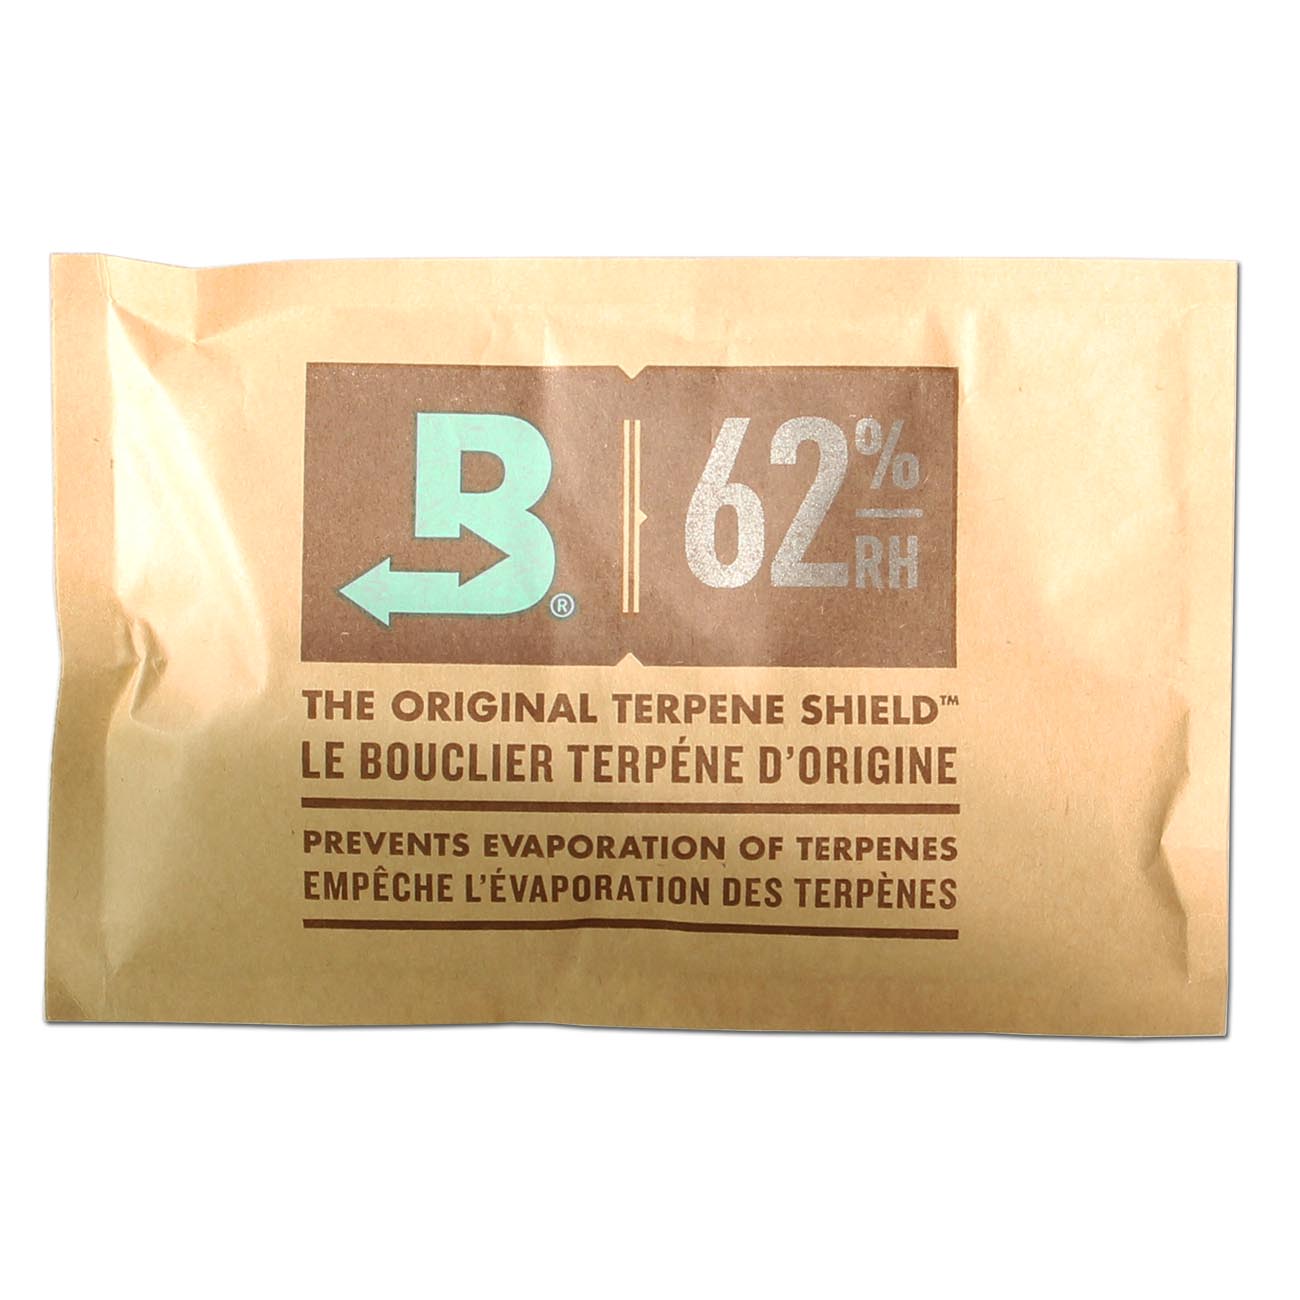 B® 62% RH
THE ORIGINAL TERPENE SHIELD™
LE BOUCLIER TERPÉNE D'ORIGINE
PREVENTS EVAPORATION OF TERPENES
EMPÊCHE L'ÉVAPORATION DES TERPÈNES